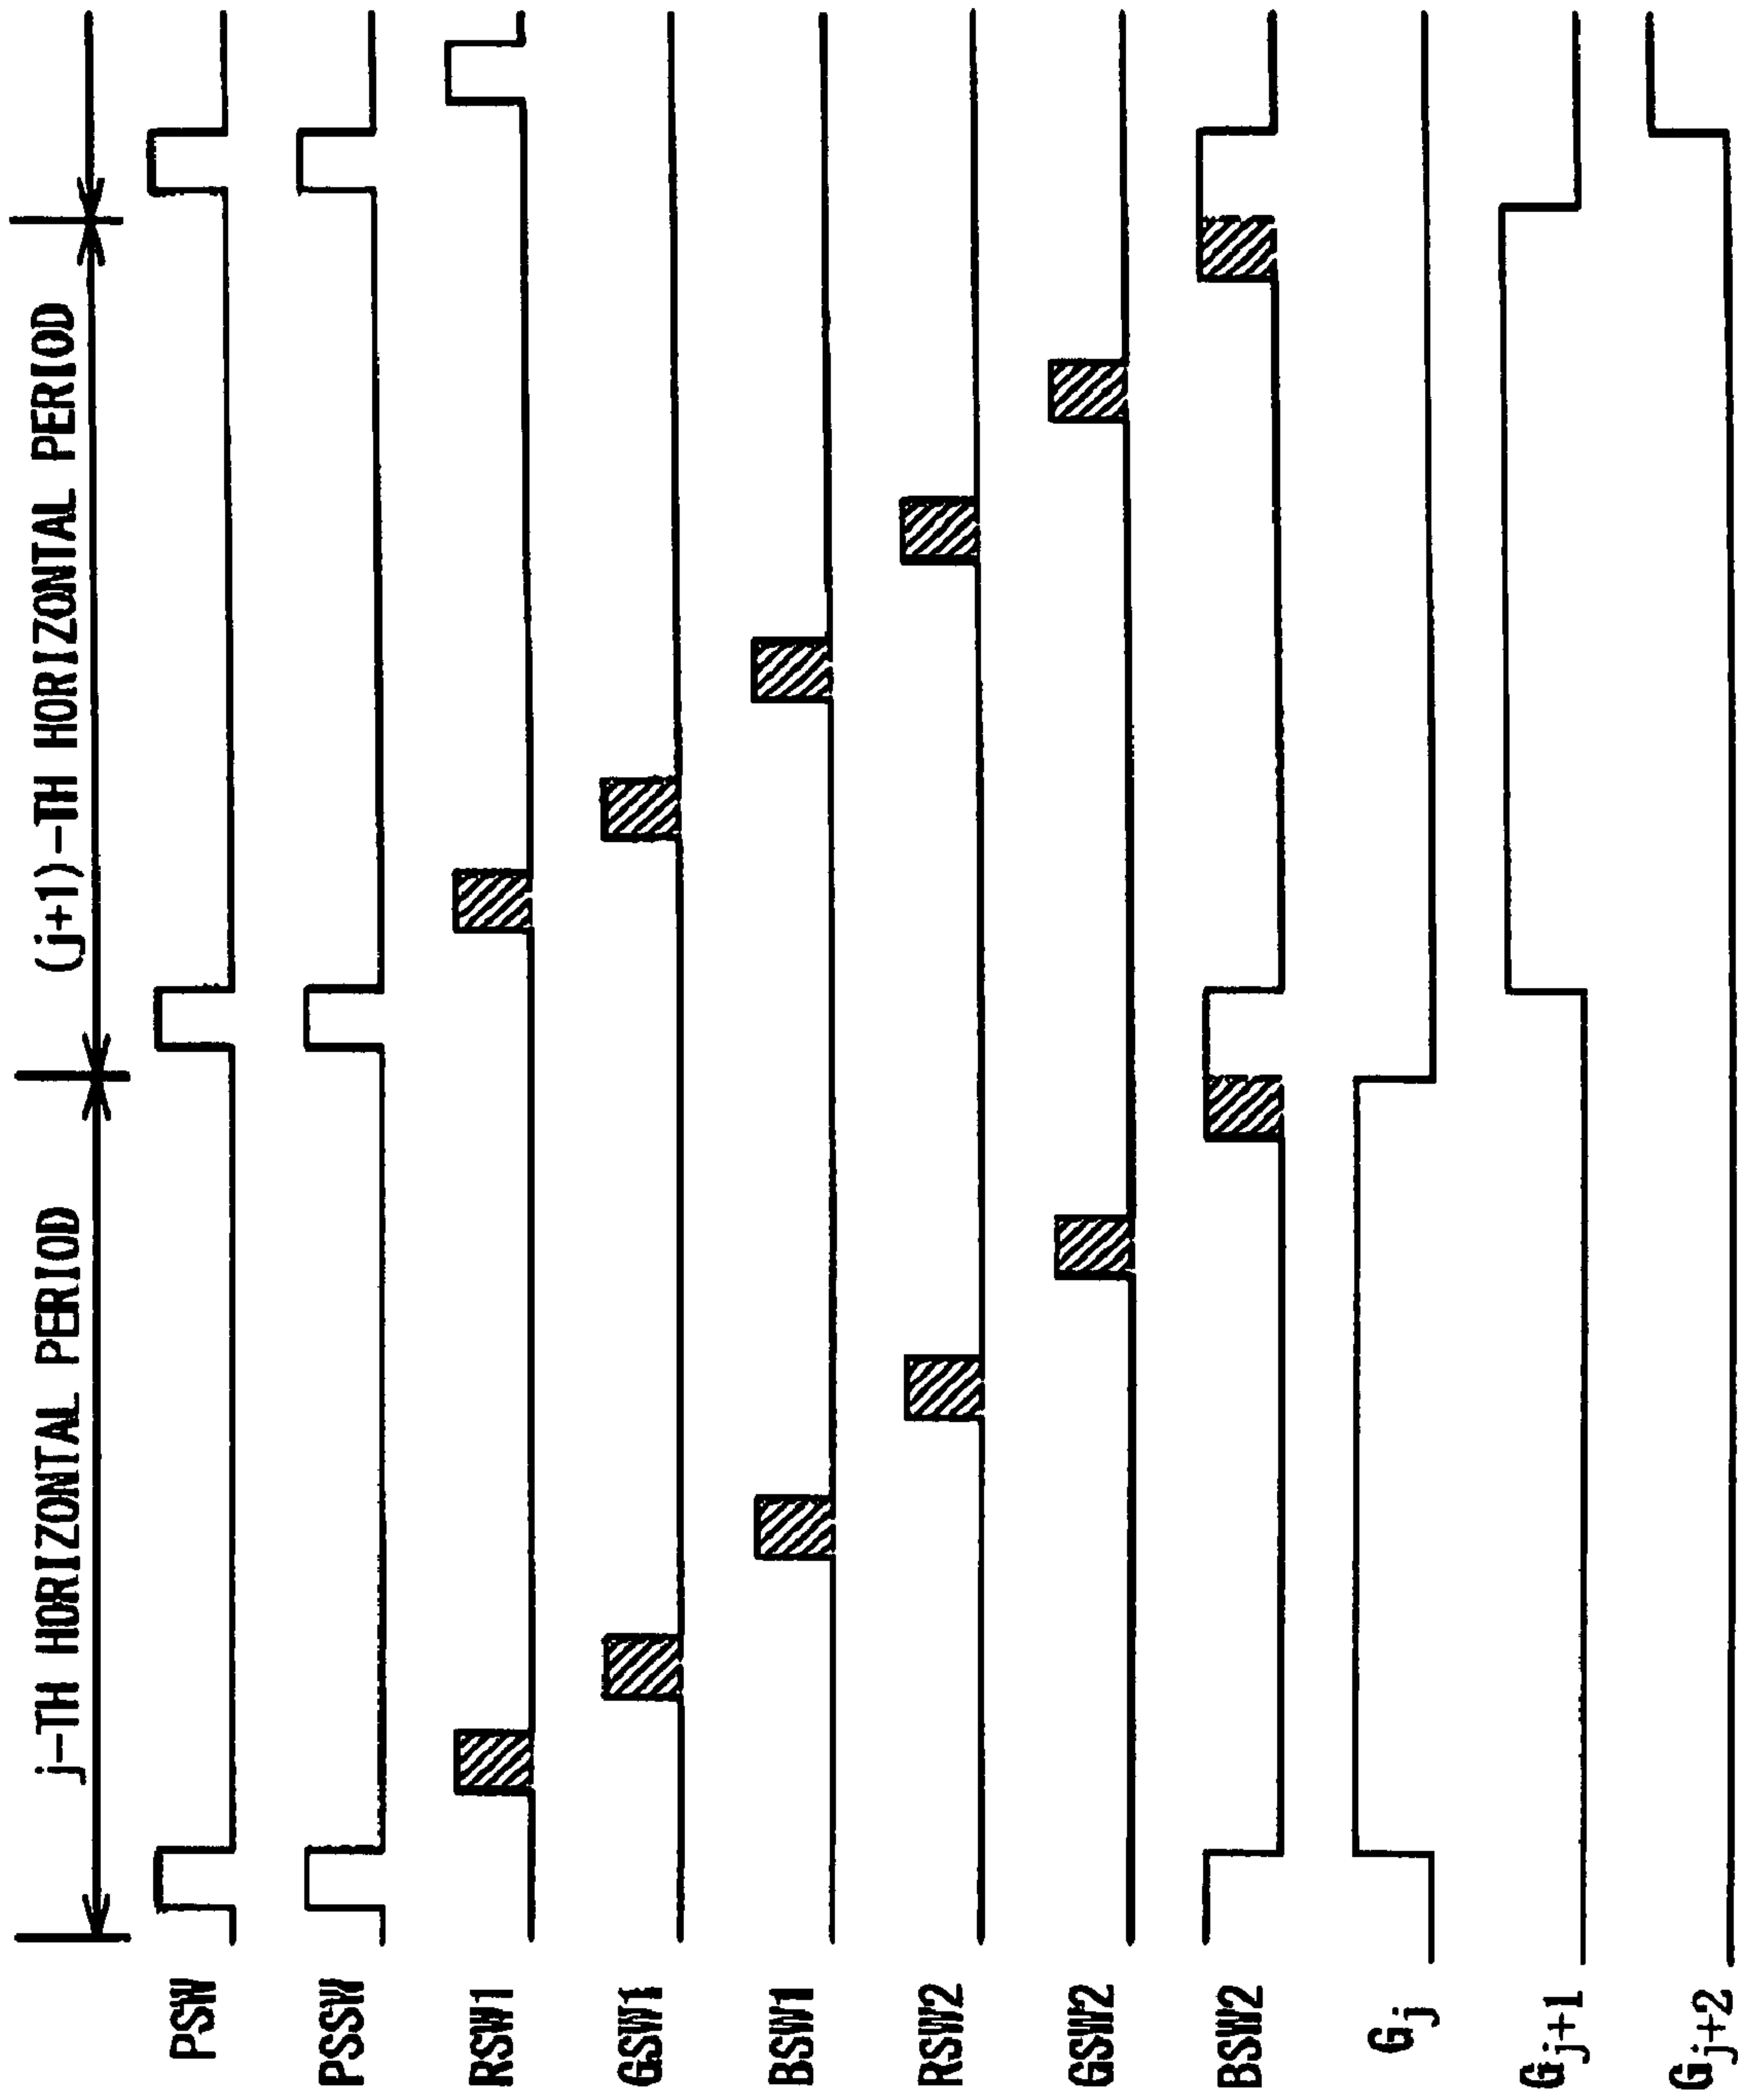 j-TH HORIZONTAL PERIOD
(j+1)-TH HORIZONTAL PERIOD
PSW
PSSW
RSW1
GSW1
BSW1
RSW2
GSW2
BSW2
Gj
Gj+1
Gj+2